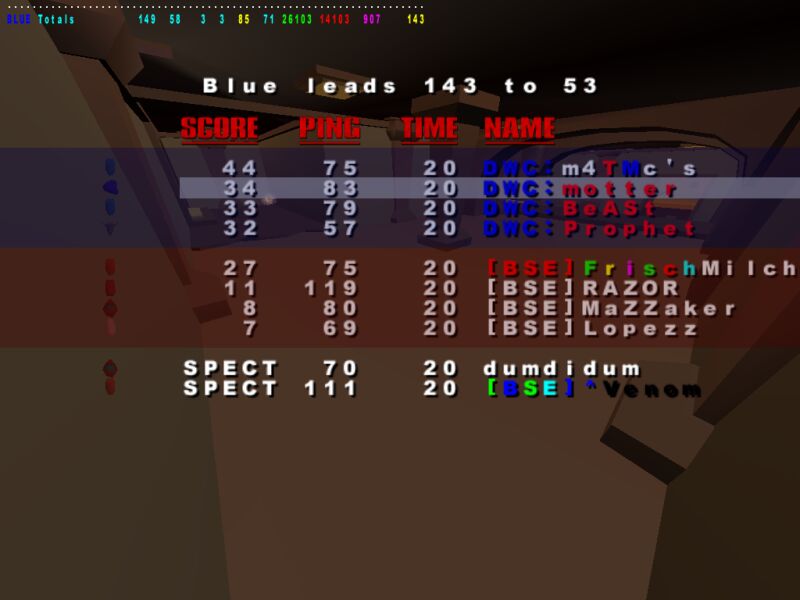 BLUE Totals 149 58 3 3 85 71 26103 14103 907 143
Blue leads 143 to 53
SCORE PING TIME NAME
44 75 20 DWC:m4TMc's
34 83 20 DWC:motter
33 79 20 DWC:BeASt
32 57 20 DWC:Prophet
27 75 20 [BSE]FrischMilch
11 119 20 [BSE]RAZOR
8 80 20 [BSE]MaZZaker
7 69 20 [BSE]Lopezz
SPECT 70 20 dumdidum
SPECT 111 20 [BSE]^Venom